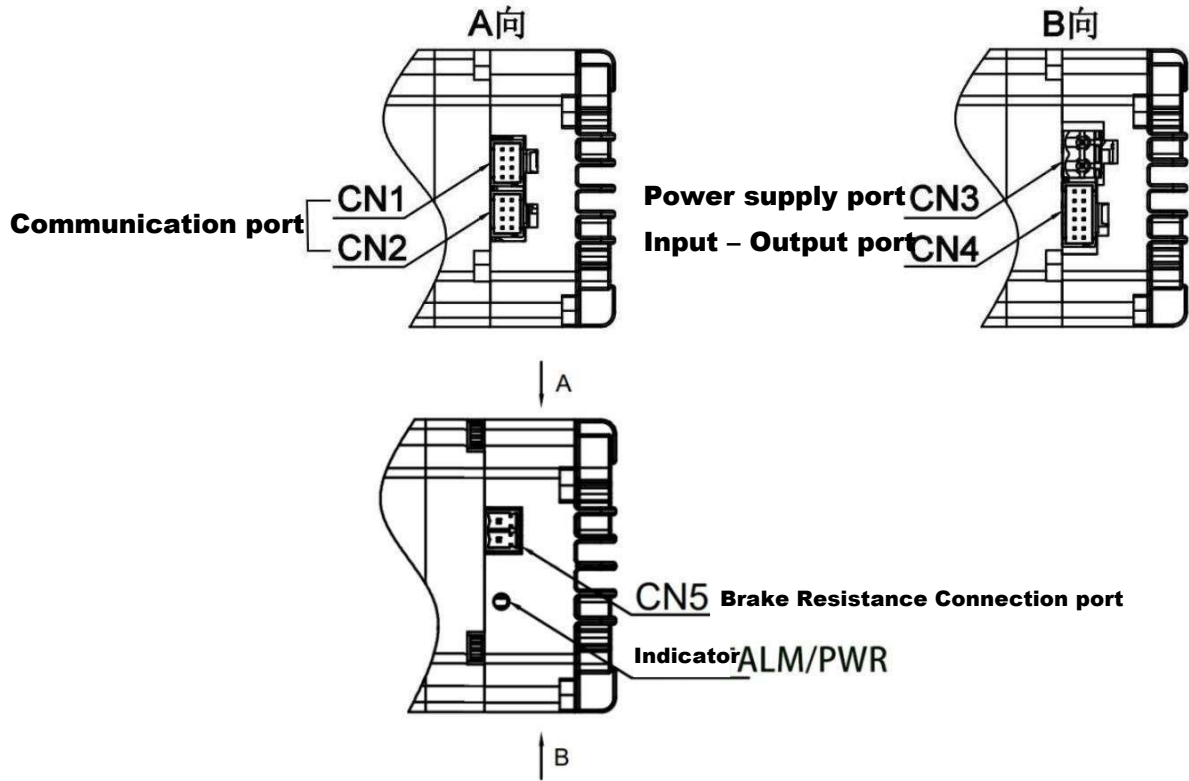 A向
B向
CN1
Communication port
CN2
Power supply port CN3
Input – Output port CN4
A
CN5 Brake Resistance Connection port
Indicator ALM/PWR
B